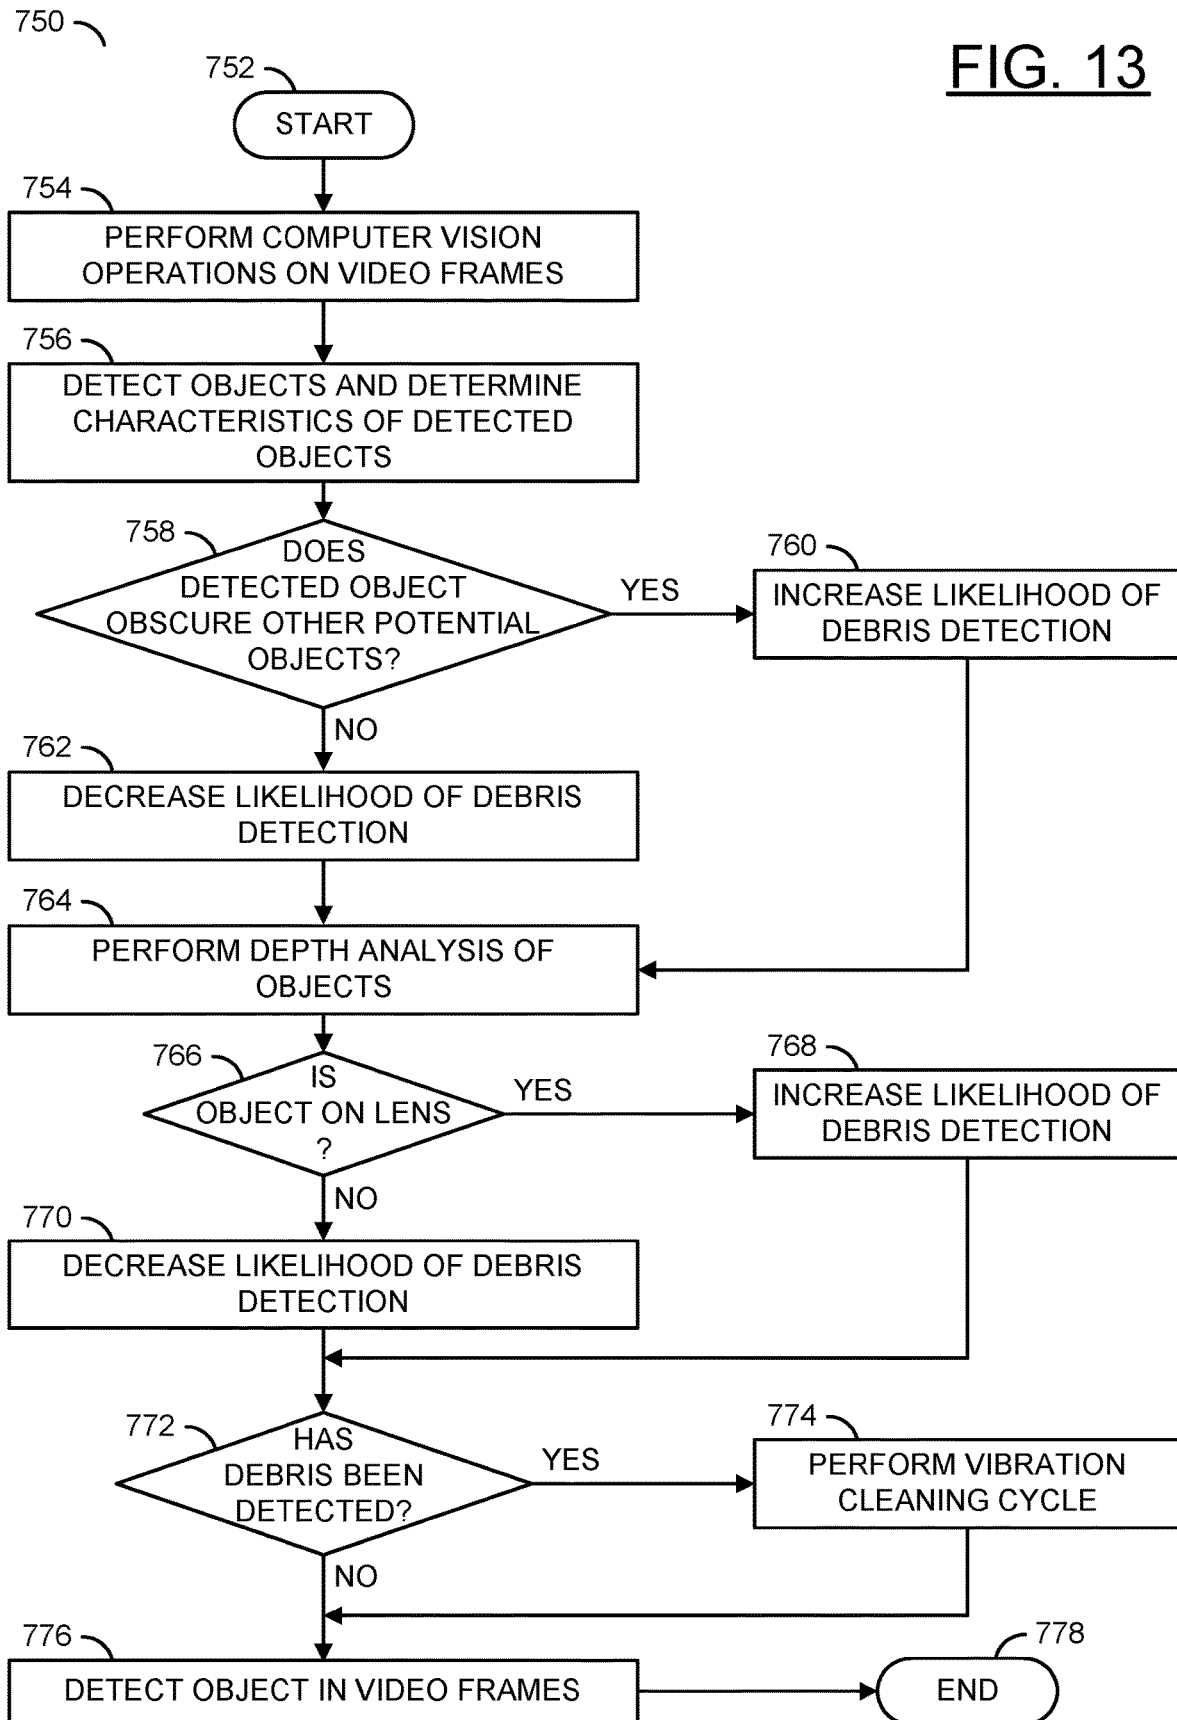 750
FIG. 13
752
START
754
PERFORM COMPUTER VISION
OPERATIONS ON VIDEO FRAMES
756
DETECT OBJECTS AND DETERMINE
CHARACTERISTICS OF DETECTED
OBJECTS
758
DOES
DETECTED OBJECT
OBSCURE OTHER POTENTIAL
OBJECTS?
YES
760
INCREASE LIKELIHOOD OF
DEBRIS DETECTION
NO
762
DECREASE LIKELIHOOD OF DEBRIS
DETECTION
764
PERFORM DEPTH ANALYSIS OF
OBJECTS
766
IS
OBJECT ON LENS
?
YES
768
INCREASE LIKELIHOOD OF
DEBRIS DETECTION
NO
770
DECREASE LIKELIHOOD OF DEBRIS
DETECTION
772
HAS
DEBRIS BEEN
DETECTED?
YES
774
PERFORM VIBRATION
CLEANING CYCLE
NO
776
DETECT OBJECT IN VIDEO FRAMES
778
END